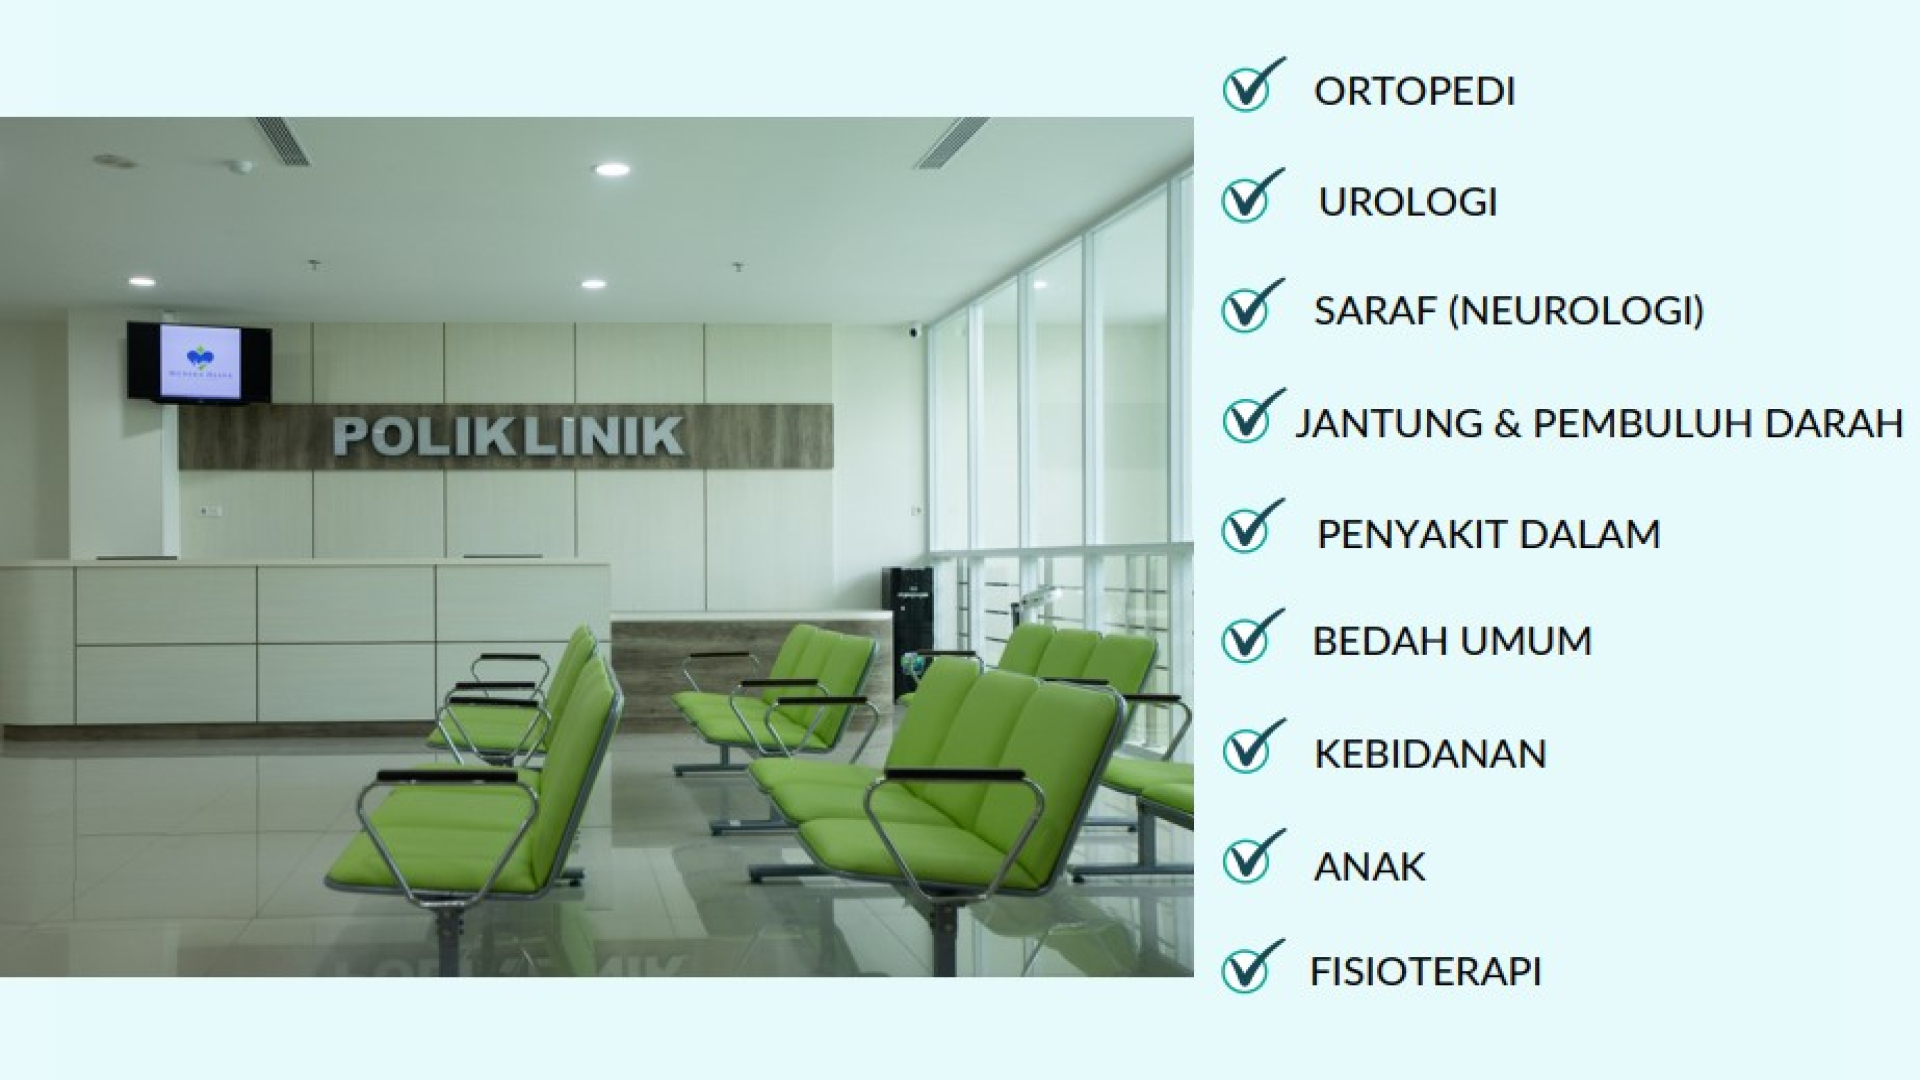 POLIKLINIK
ORTOPEDI
UROLOGI
SARAF (NEUROLOGI)
JANTUNG & PEMBULUH DARAH
PENYAKIT DALAM
BEDAH UMUM
KEBIDANAN
ANAK
FISIOTERAPI